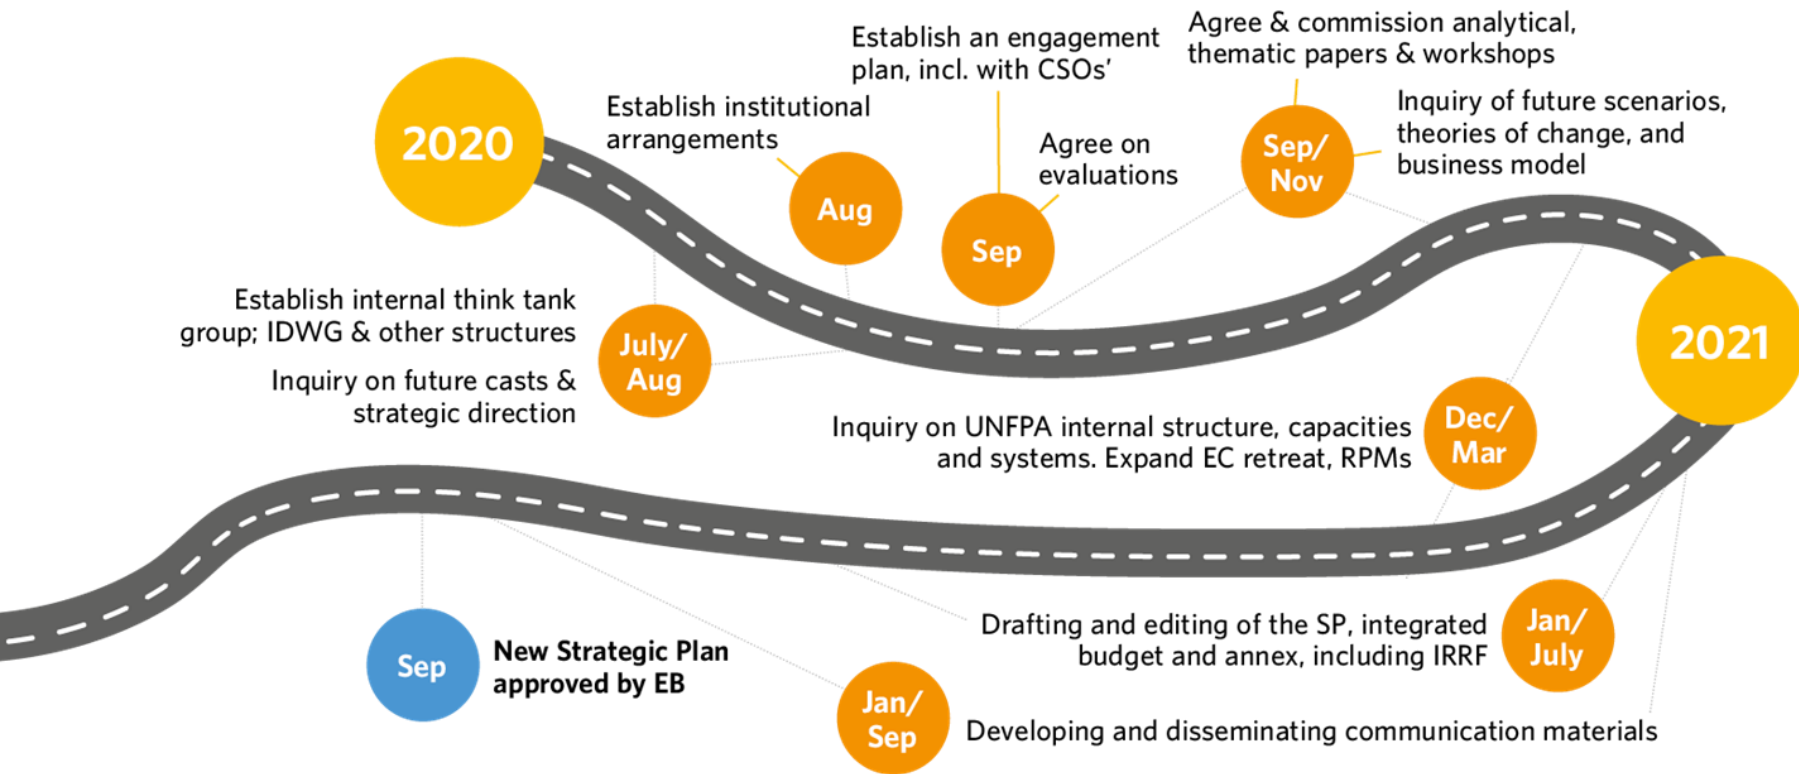 2020
Establish institutional
arrangements
Aug
Establish an engagement
plan, incl. with CSOs’
Agree on
evaluations
Sep
Agree & commission analytical,
thematic papers & workshops
Sep/
Nov
Inquiry of future scenarios,
theories of change, and
business model
2021
Establish internal think tank
group; IDWG & other structures
Inquiry on future casts &
strategic direction
July/
Aug
Inquiry on UNFPA internal structure, capacities
and systems. Expand EC retreat, RPMs
Dec/
Mar
Drafting and editing of the SP, integrated
budget and annex, including IRRF
Jan/
July
Sep
New Strategic Plan
approved by EB
Jan/
Sep
Developing and disseminating communication materials